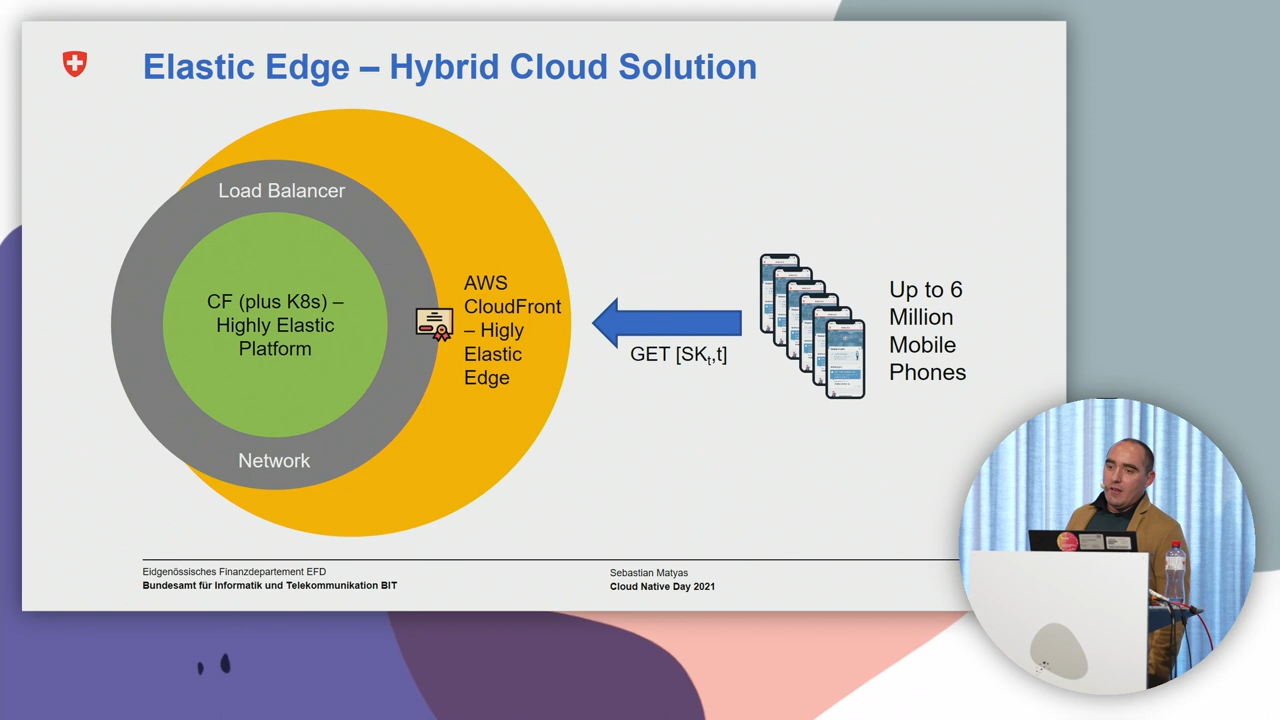 Elastic Edge – Hybrid Cloud Solution
Load Balancer
CF (plus K8s) –
Highly Elastic
Platform
Network
AWS
CloudFront
– Higly
Elastic
Edge
GET [SKt,t]
Up to 6
Million
Mobile
Phones
Eidgenössisches Finanzdepartement EFD
Bundesamt für Informatik und Telekommunikation BIT
Sebastian Matyas
Cloud Native Day 2021